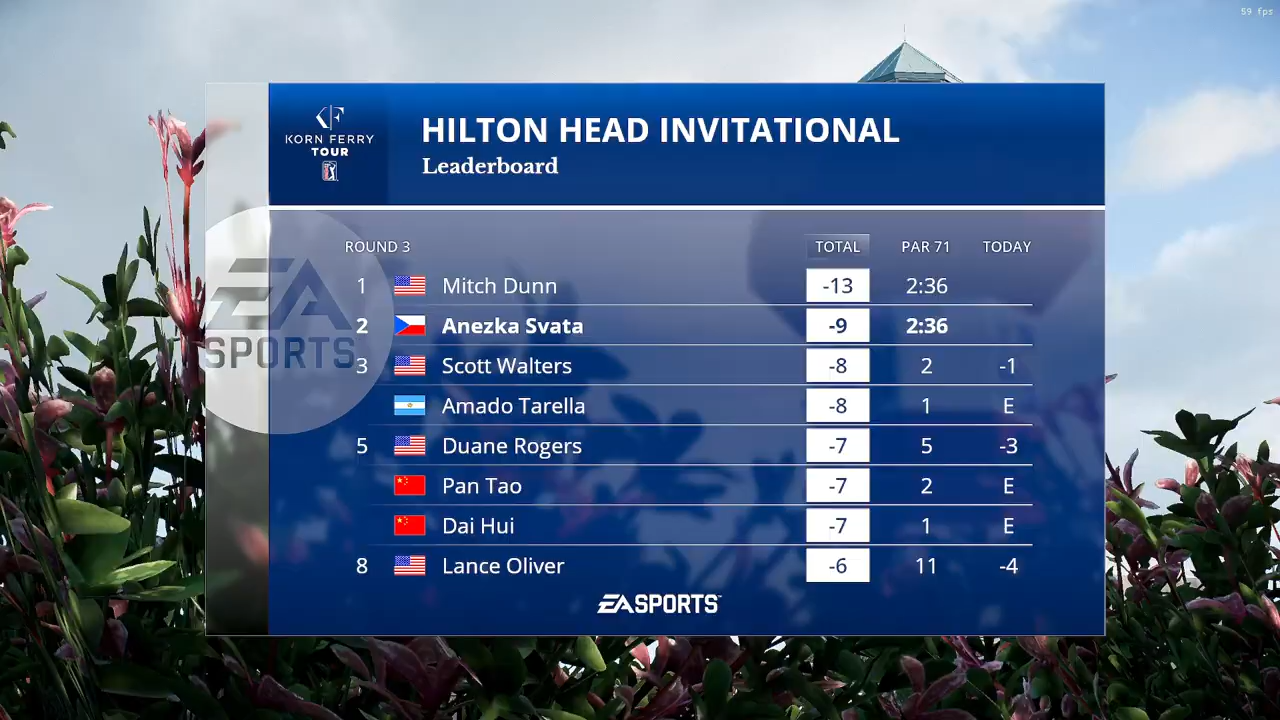 59 fps
KORN FERRY
TOUR
HILTON HEAD INVITATIONAL
Leaderboard
EA
SPORTS
ROUND 3 TOTAL PAR 71 TODAY
1 Mitch Dunn -13 2:36
2 Anezka Svata -9 2:36
3 Scott Walters -8 2 -1
Amado Tarella -8 1 E
5 Duane Rogers -7 5 -3
Pan Tao -7 2 E
Dai Hui -7 1 E
8 Lance Oliver -6 11 -4
EA SPORTS™